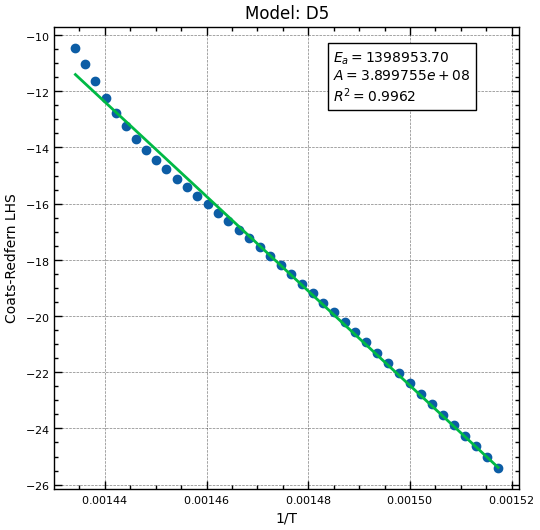 Model: D5
−10
−12
−14
−16
−18
−20
−22
−24
−26
Coats-Redfern LHS
E_a = 1398953.70
A = 3.899755e + 08
R^2 = 0.9962
0.00144 0.00146 0.00148 0.00150 0.00152
1/T